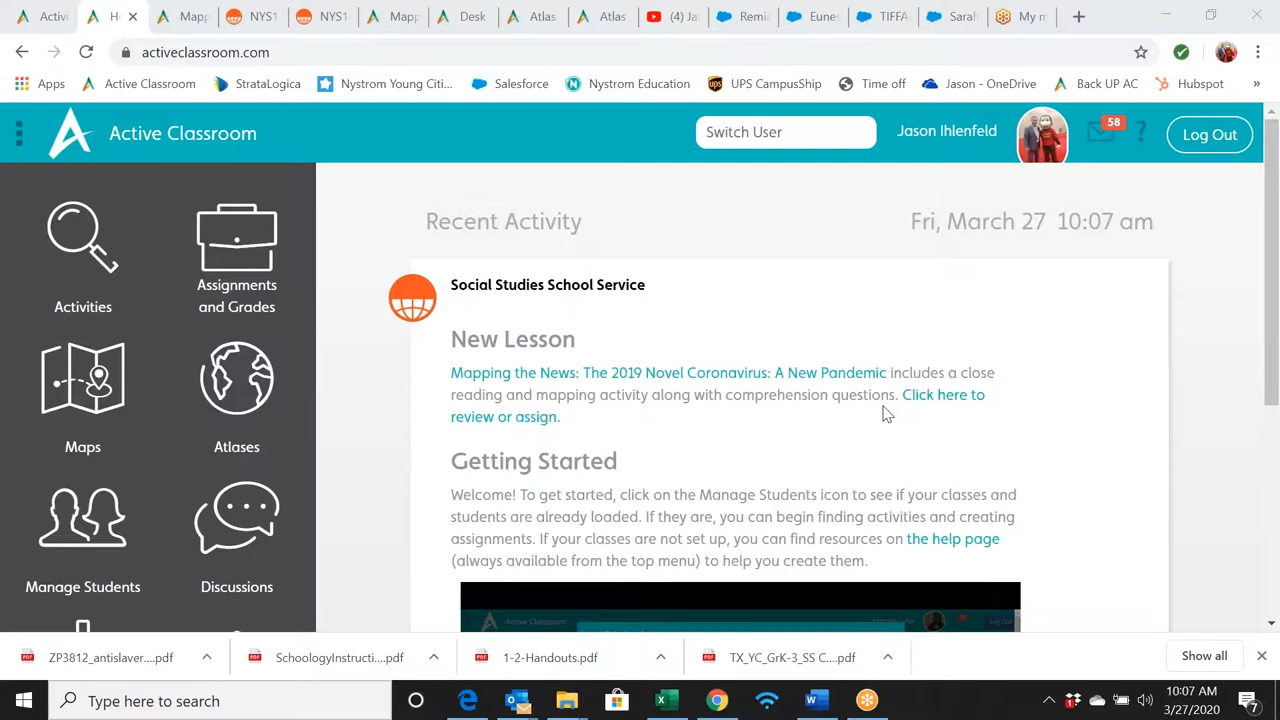 Activi
H
Mapp
NYS1
NYS1
Mapp
Desk
Atlas
Atlas
(4) Ja
Remi
Eunes
TIFFA
Sarah
My m
activeclassroom.com
Apps
Active Classroom
StrataLogica
Nystrom Young Citi...
Salesforce
Nystrom Education
UPS CampusShip
Time off
Jason - OneDrive
Back UP AC
Hubspot
»
Active Classroom
Switch User
Jason Ihlenfeld
58
?
Log Out
Activities
Assignments
and Grades
Maps
Atlases
Manage Students
Discussions
Recent Activity
Fri, March 27 10:07 am
Social Studies School Service
New Lesson
Mapping the News: The 2019 Novel Coronavirus: A New Pandemic includes a close
reading and mapping activity along with comprehension questions. Click here to
review or assign.
Getting Started
Welcome! To get started, click on the Manage Students icon to see if your classes and
students are already loaded. If they are, you can begin finding activities and creating
assignments. If your classes are not set up, you can find resources on the help page
(always available from the top menu) to help you create them.
Active Classroom
ZP3812_antislaver....pdf
SchoologyInstructi....pdf
1-2-Handouts.pdf
TX_YC_GrK-3_SS C....pdf
Show all
Type here to search
10:07 AM
3/27/2020
7